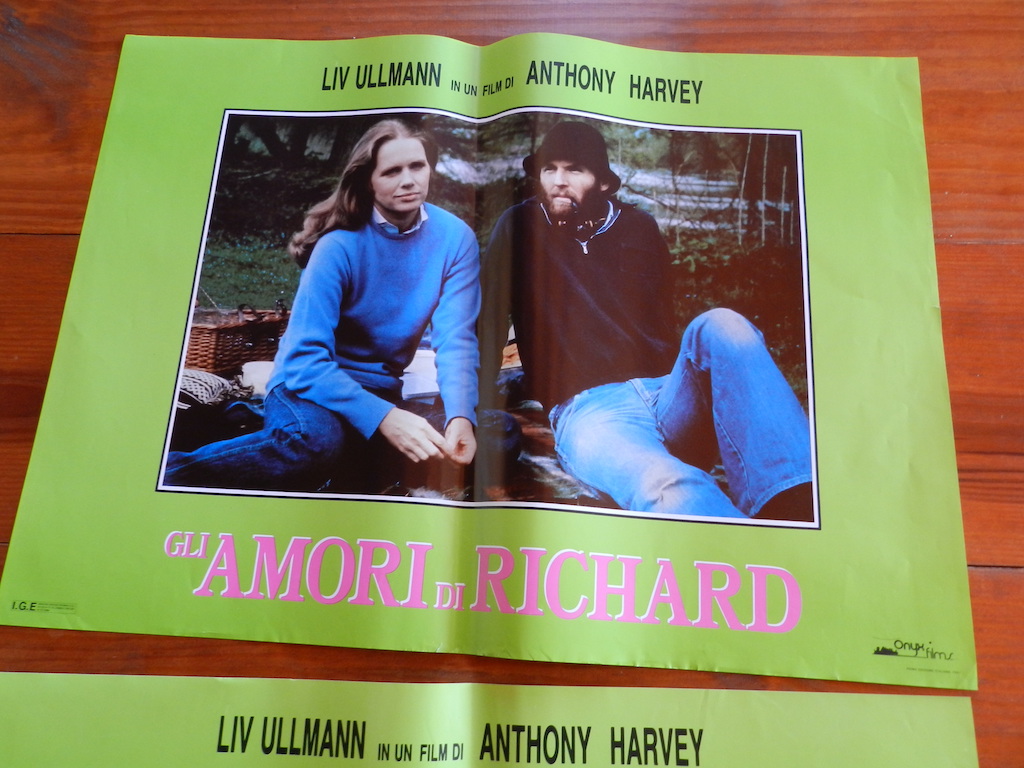 LIV ULLMANN IN UN FILM DI ANTHONY HARVEY
GLI AMORI DI RICHARD
I.G.E
Onyx films
LIV ULLMANN IN UN FILM DI ANTHONY HARVEY